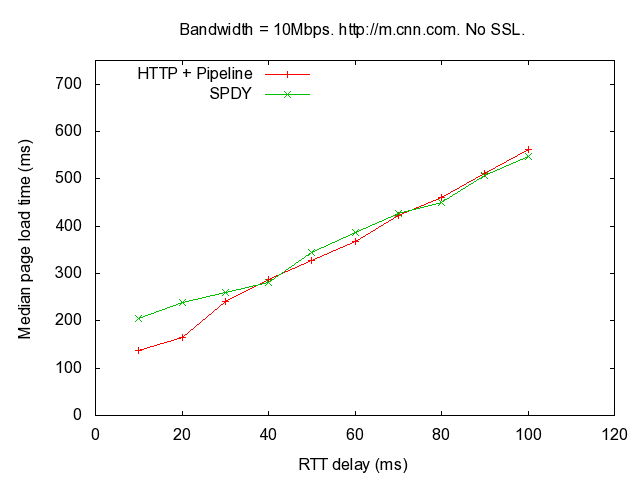 Bandwidth = 10Mbps. http://m.cnn.com. No SSL.
HTTP + Pipeline
SPDY
700
600
500
400
300
200
100
0
Median page load time (ms)
0 20 40 60 80 100 120
RTT delay (ms)